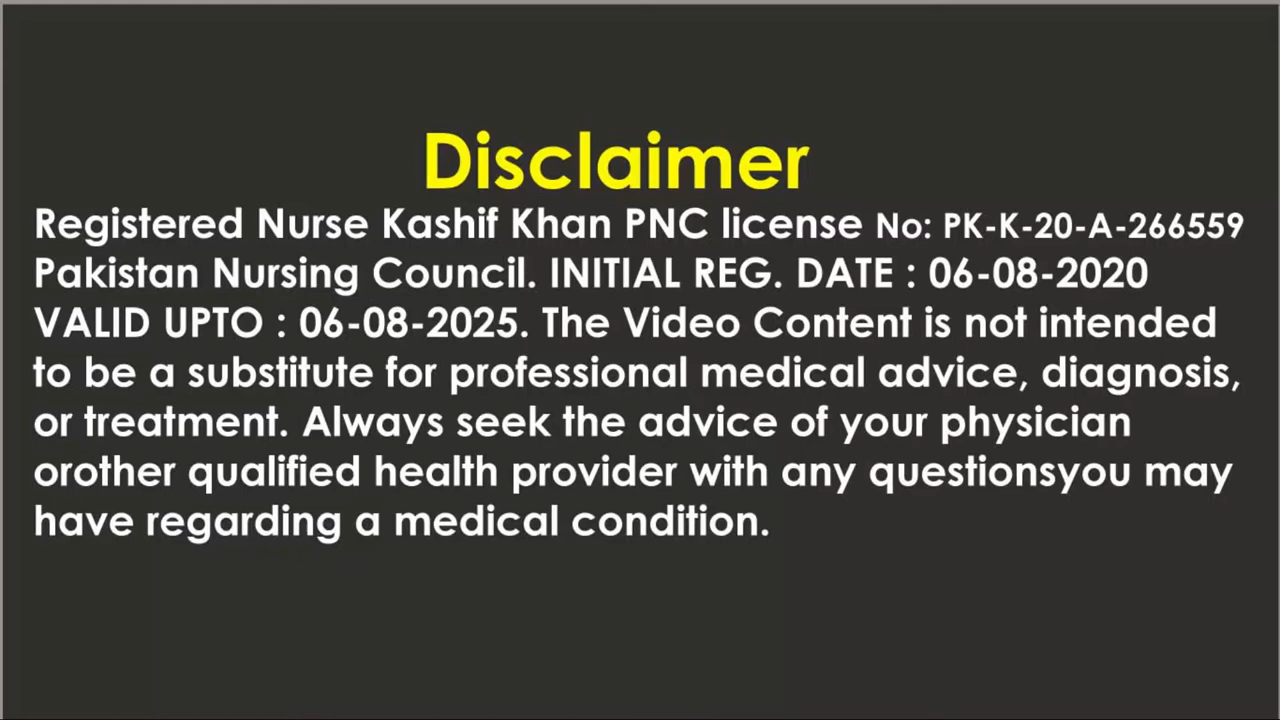 Disclaimer
Registered Nurse Kashif Khan PNC license No: PK-K-20-A-266559
Pakistan Nursing Council. INITIAL REG. DATE : 06-08-2020
VALID UPTO : 06-08-2025. The Video Content is not intended
to be a substitute for professional medical advice, diagnosis,
or treatment. Always seek the advice of your physician
orother qualified health provider with any questionsyou may
have regarding a medical condition.